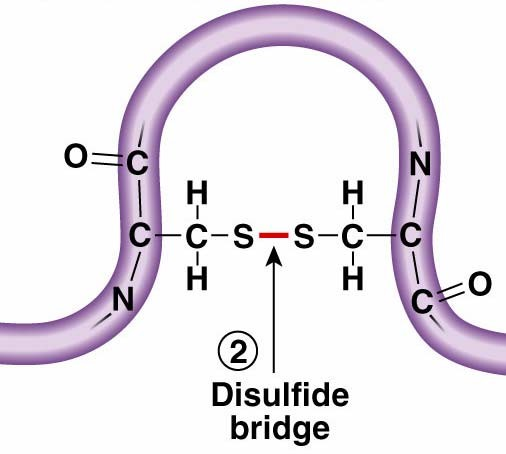 H H
O C N
C C S S C C
H H
N C O
2
Disulfide
bridge